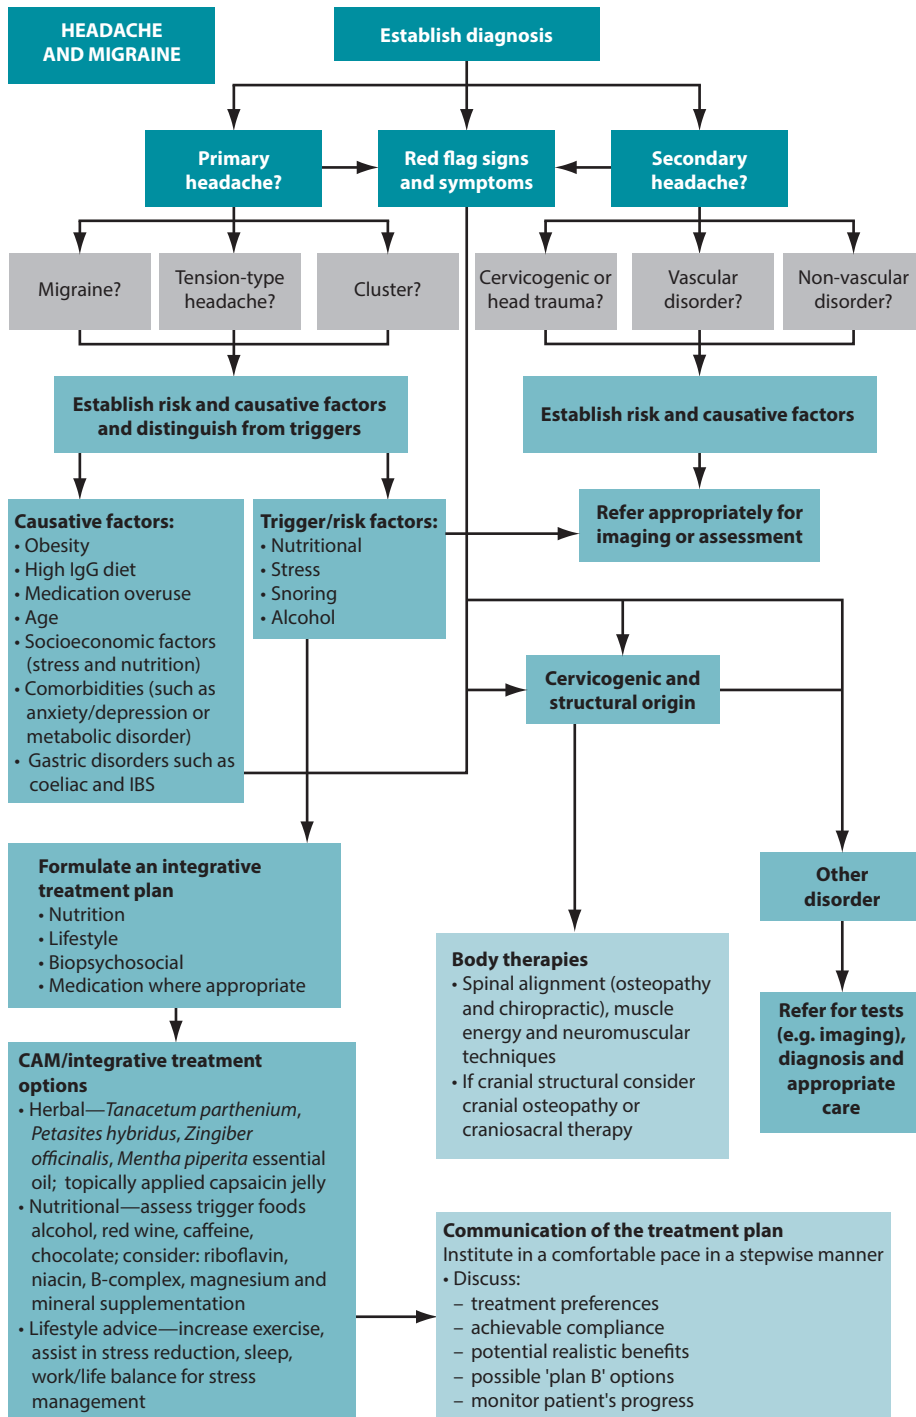 HEADACHE
AND MIGRAINE
Establish diagnosis
Primary
headache?
Red flag signs
and symptoms
Secondary
headache?
Migraine?
Tension-type
headache?
Cluster?
Cervicogenic or
head trauma?
Vascular
disorder?
Non-vascular
disorder?
Establish risk and causative factors
and distinguish from triggers
Establish risk and causative factors
Causative factors:
• Obesity
• High IgG diet
• Medication overuse
• Age
• Socioeconomic factors
(stress and nutrition)
• Comorbidities (such as
anxiety/depression or
metabolic disorder)
• Gastric disorders such as
coeliac and IBS
Trigger/risk factors:
• Nutritional
• Stress
• Snoring
• Alcohol
Refer appropriately for
imaging or assessment
Cervicogenic and
structural origin
Formulate an integrative
treatment plan
• Nutrition
• Lifestyle
• Biopsychosocial
• Medication where appropriate
Other
disorder
Body therapies
• Spinal alignment (osteopathy
and chiropractic), muscle
energy and neuromuscular
techniques
• If cranial structural consider
cranial osteopathy or
craniosacral therapy
Refer for tests
(e.g. imaging),
diagnosis and
appropriate
care
CAM/integrative treatment
options
• Herbal—Tanacetum parthenium,
Petasites hybridus, Zingiber
officinalis, Mentha piperita essential
oil; topically applied capsaicin jelly
• Nutritional—assess trigger foods
alcohol, red wine, caffeine,
chocolate; consider: riboflavin,
niacin, B-complex, magnesium and
mineral supplementation
• Lifestyle advice—increase exercise,
assist in stress reduction, sleep,
work/life balance for stress
management
Communication of the treatment plan
Institute in a comfortable pace in a stepwise manner
• Discuss:
– treatment preferences
– achievable compliance
– potential realistic benefits
– possible 'plan B' options
– monitor patient's progress